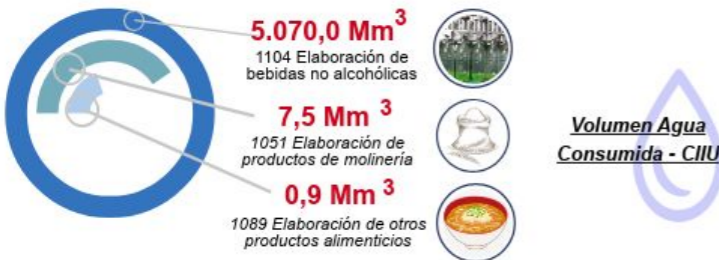 5.070,0 Mm³
1104 Elaboración de
bebidas no alcohólicas
7,5 Mm ³
1051 Elaboración de
productos de molinería
0,9 Mm ³
1089 Elaboración de otros
productos alimenticios
Volumen Agua
Consumida - CIIU